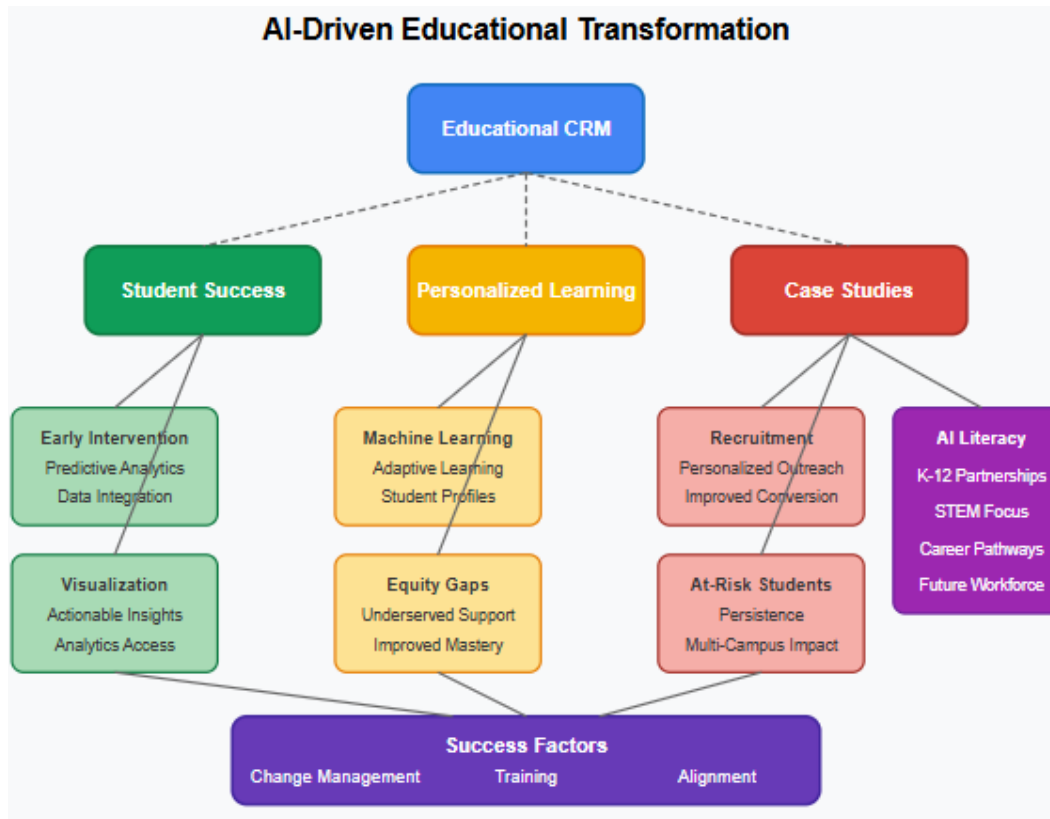 AI-Driven Educational Transformation
Educational CRM
Student Success
Personalized Learning
Case Studies
Early Intervention
Predictive Analytics
Data Integration
Machine Learning
Adaptive Learning
Student Profiles
Recruitment
Personalized Outreach
Improved Conversion
AI Literacy
K-12 Partnerships
STEM Focus
Career Pathways
Future Workforce
Visualization
Actionable Insights
Analytics Access
Equity Gaps
Underserved Support
Improved Mastery
At-Risk Students
Persistence
Multi-Campus Impact
Success Factors
Change Management
Training
Alignment